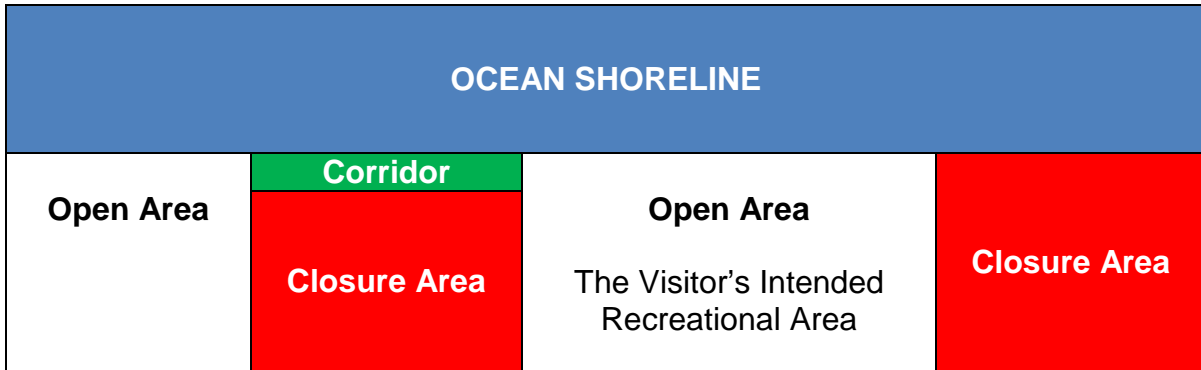 OCEAN SHORELINE
Corridor
Open Area
Closure Area
Open Area
The Visitor’s Intended
Recreational Area
Closure Area